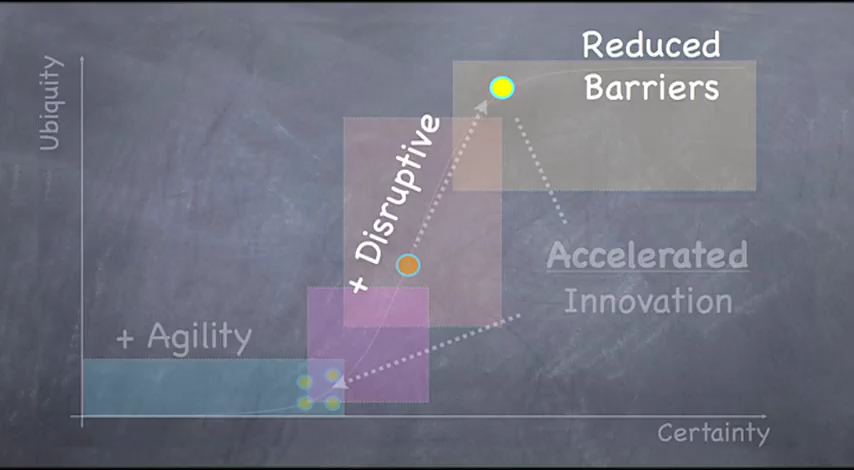 Ubiquity
Reduced
Barriers
+ Disruptive
Accelerated
Innovation
+ Agility
Certainty